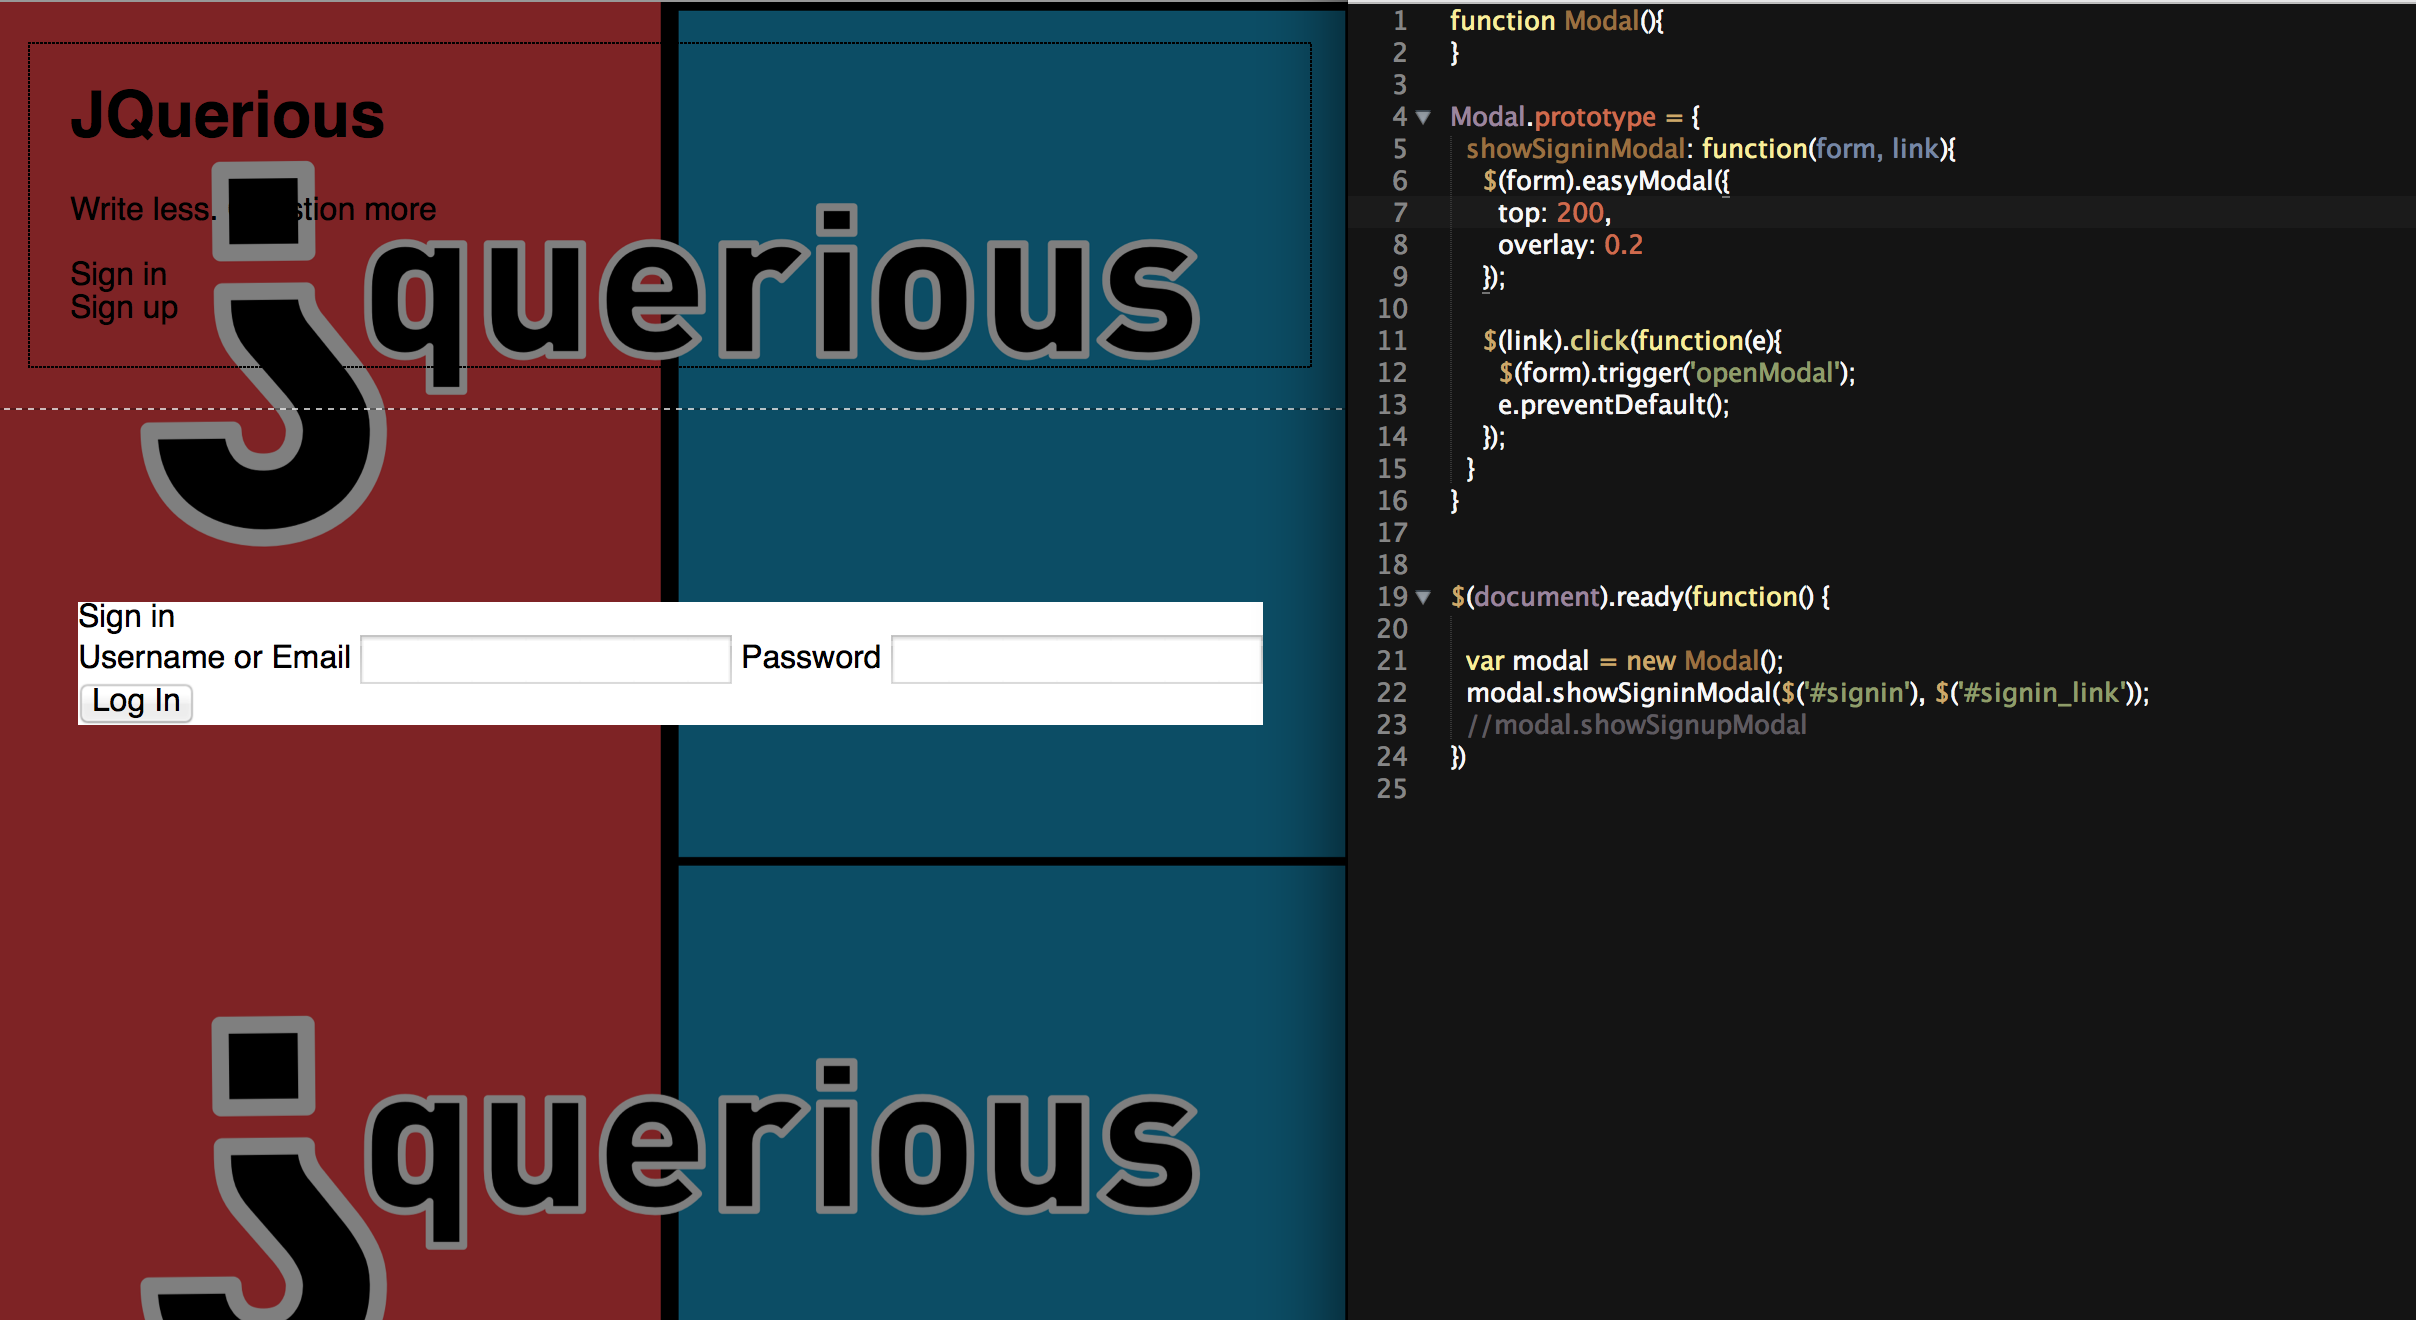 JQuerious
Write less. stion more
Sign in
Sign up
jquerious
Sign in
Username or Email Password
Log In
jquerious
1 function Modal(){
2 }
3
4 Modal.prototype = {
5 showSigninModal: function(form, link){
6 $(form).easyModal({
7 top: 200,
8 overlay: 0.2
9 });
10
11 $(link).click(function(e){
12 $(form).trigger('openModal');
13 e.preventDefault();
14 });
15 }
16 }
17
18
19 $(document).ready(function() {
20
21 var modal = new Modal();
22 modal.showSigninModal($('#signin'), $('#signin_link'));
23 //modal.showSignupModal
24 })
25